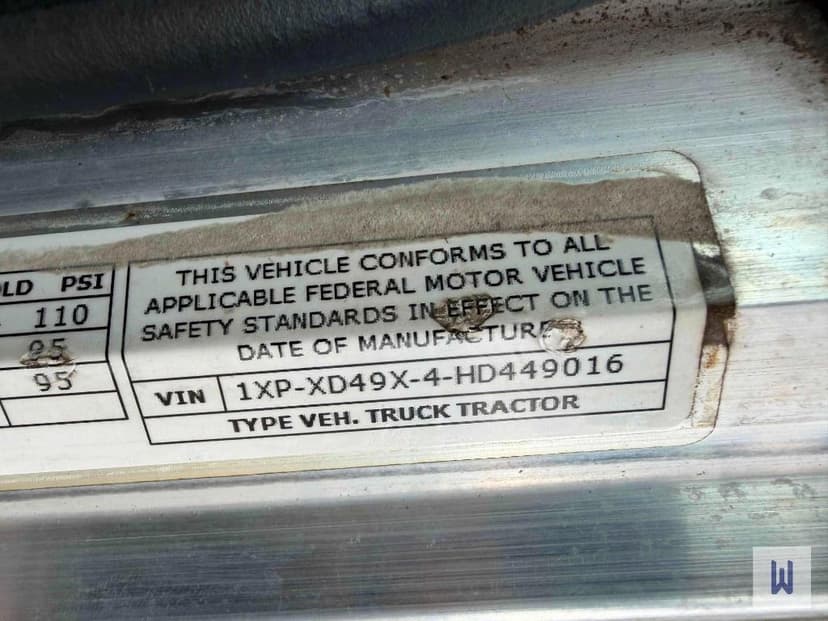 LD PSI
110
95
95
THIS VEHICLE CONFORMS TO ALL
APPLICABLE FEDERAL MOTOR VEHICLE
SAFETY STANDARDS IN EFFECT ON THE
DATE OF MANUFACTURE
VIN 1XP-XD49X-4-HD449016
TYPE VEH. TRUCK TRACTOR
W